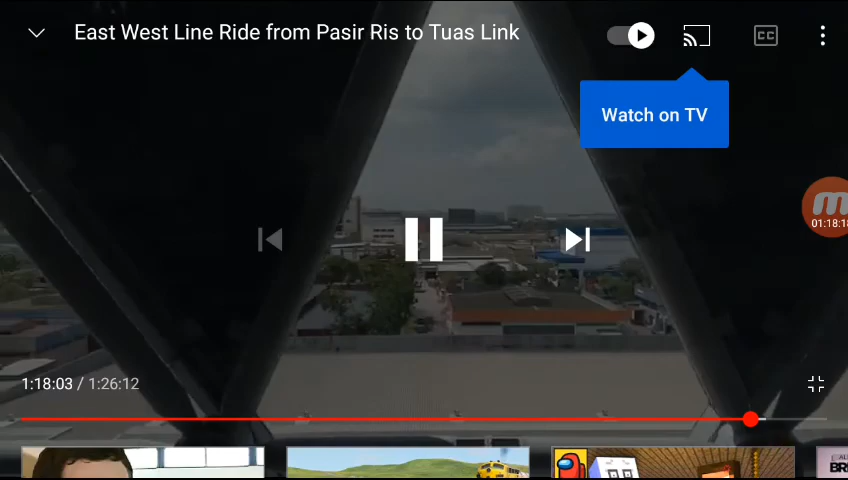 East West Line Ride from Pasir Ris to Tuas Link
CC
Watch on TV
01:18:18
1:18:03 / 1:26:12